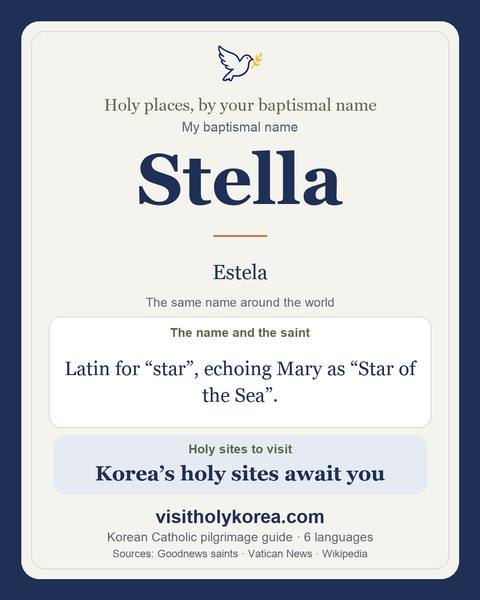 Holy places, by your baptismal name
My baptismal name
Stella
Estela
The same name around the world
The name and the saint
Latin for “star”, echoing Mary as “Star of
the Sea”.
Holy sites to visit
Korea’s holy sites await you
visitholykorea.com
Korean Catholic pilgrimage guide · 6 languages
Sources: Goodnews saints · Vatican News · Wikipedia